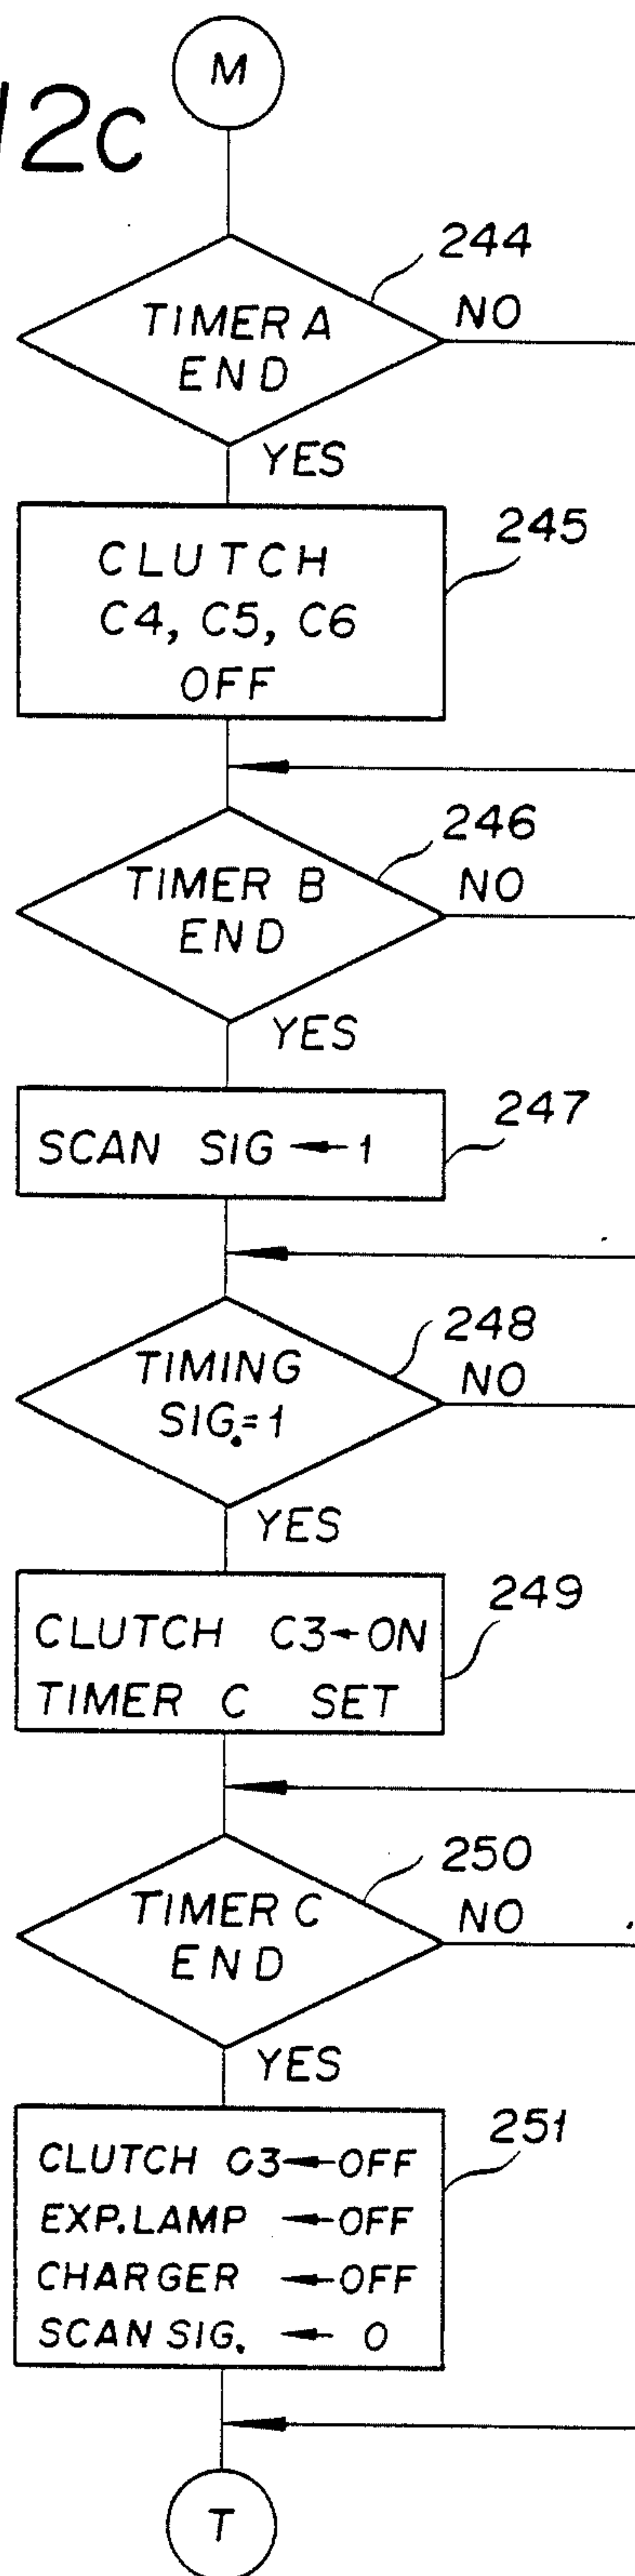 M
12c
244
TIMER A
END
NO
YES
245
CLUTCH
C4, C5, C6
OFF
246
TIMER B
END
NO
YES
247
SCAN SIG ← 1
248
TIMING
SIG.=1
NO
YES
249
CLUTCH C3←ON
TIMER C SET
250
TIMER C
END
NO
YES
251
CLUTCH C3←OFF
EXP.LAMP ←OFF
CHARGER ←OFF
SCAN SIG. ← 0
T